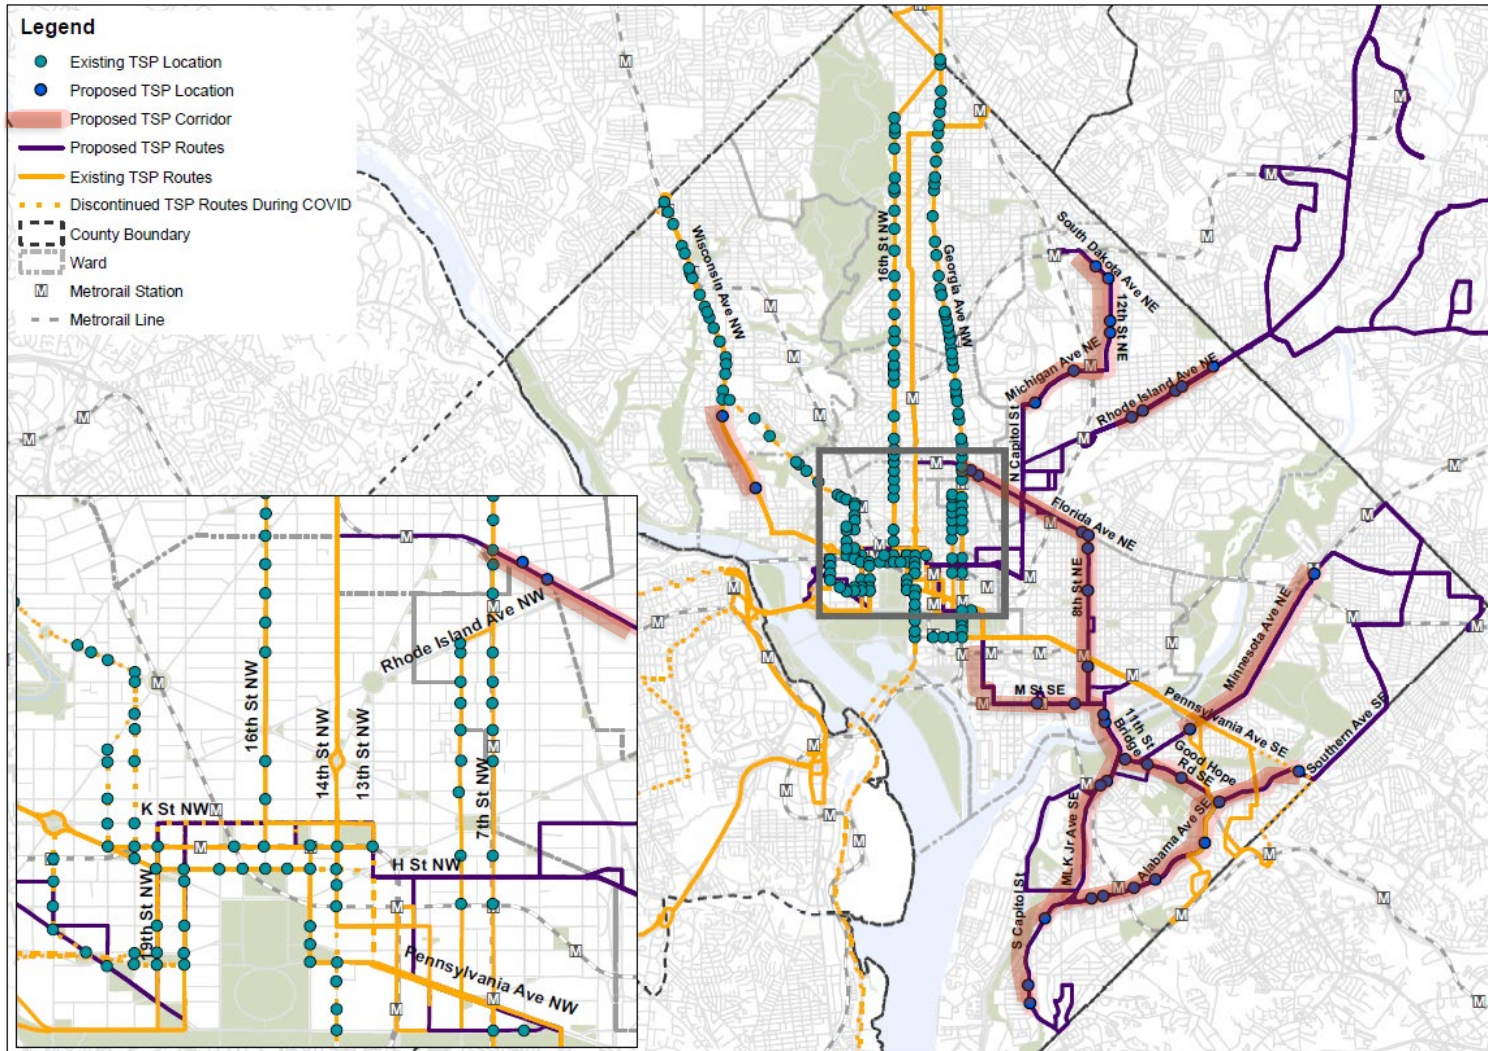 Legend
Existing TSP Location
Proposed TSP Location
Proposed TSP Corridor
Proposed TSP Routes
Existing TSP Routes
Discontinued TSP Routes During COVID
County Boundary
Ward
M Metrorail Station
Metrorail Line
Wisconsin Ave NW
16th St NW
Georgia Ave NW
South Dakota Ave NE
12th St NE
Michigan Ave NE
Rhode Island Ave NE
N Capitol St
Florida Ave NE
8th St NE
M St SE
11th St
Bridge
Pennsylvania Ave SE
Minnesota Ave NE
Good Hope
Rd SE
Southern Ave SE
MLK Jr Ave SE
Alabama Ave SE
S Capitol St
Rhode Island Ave NW
16th St NW
14th St NW
13th St NW
7th St NW
K St NW
H St NW
19th St NW
Pennsylvania Ave NW